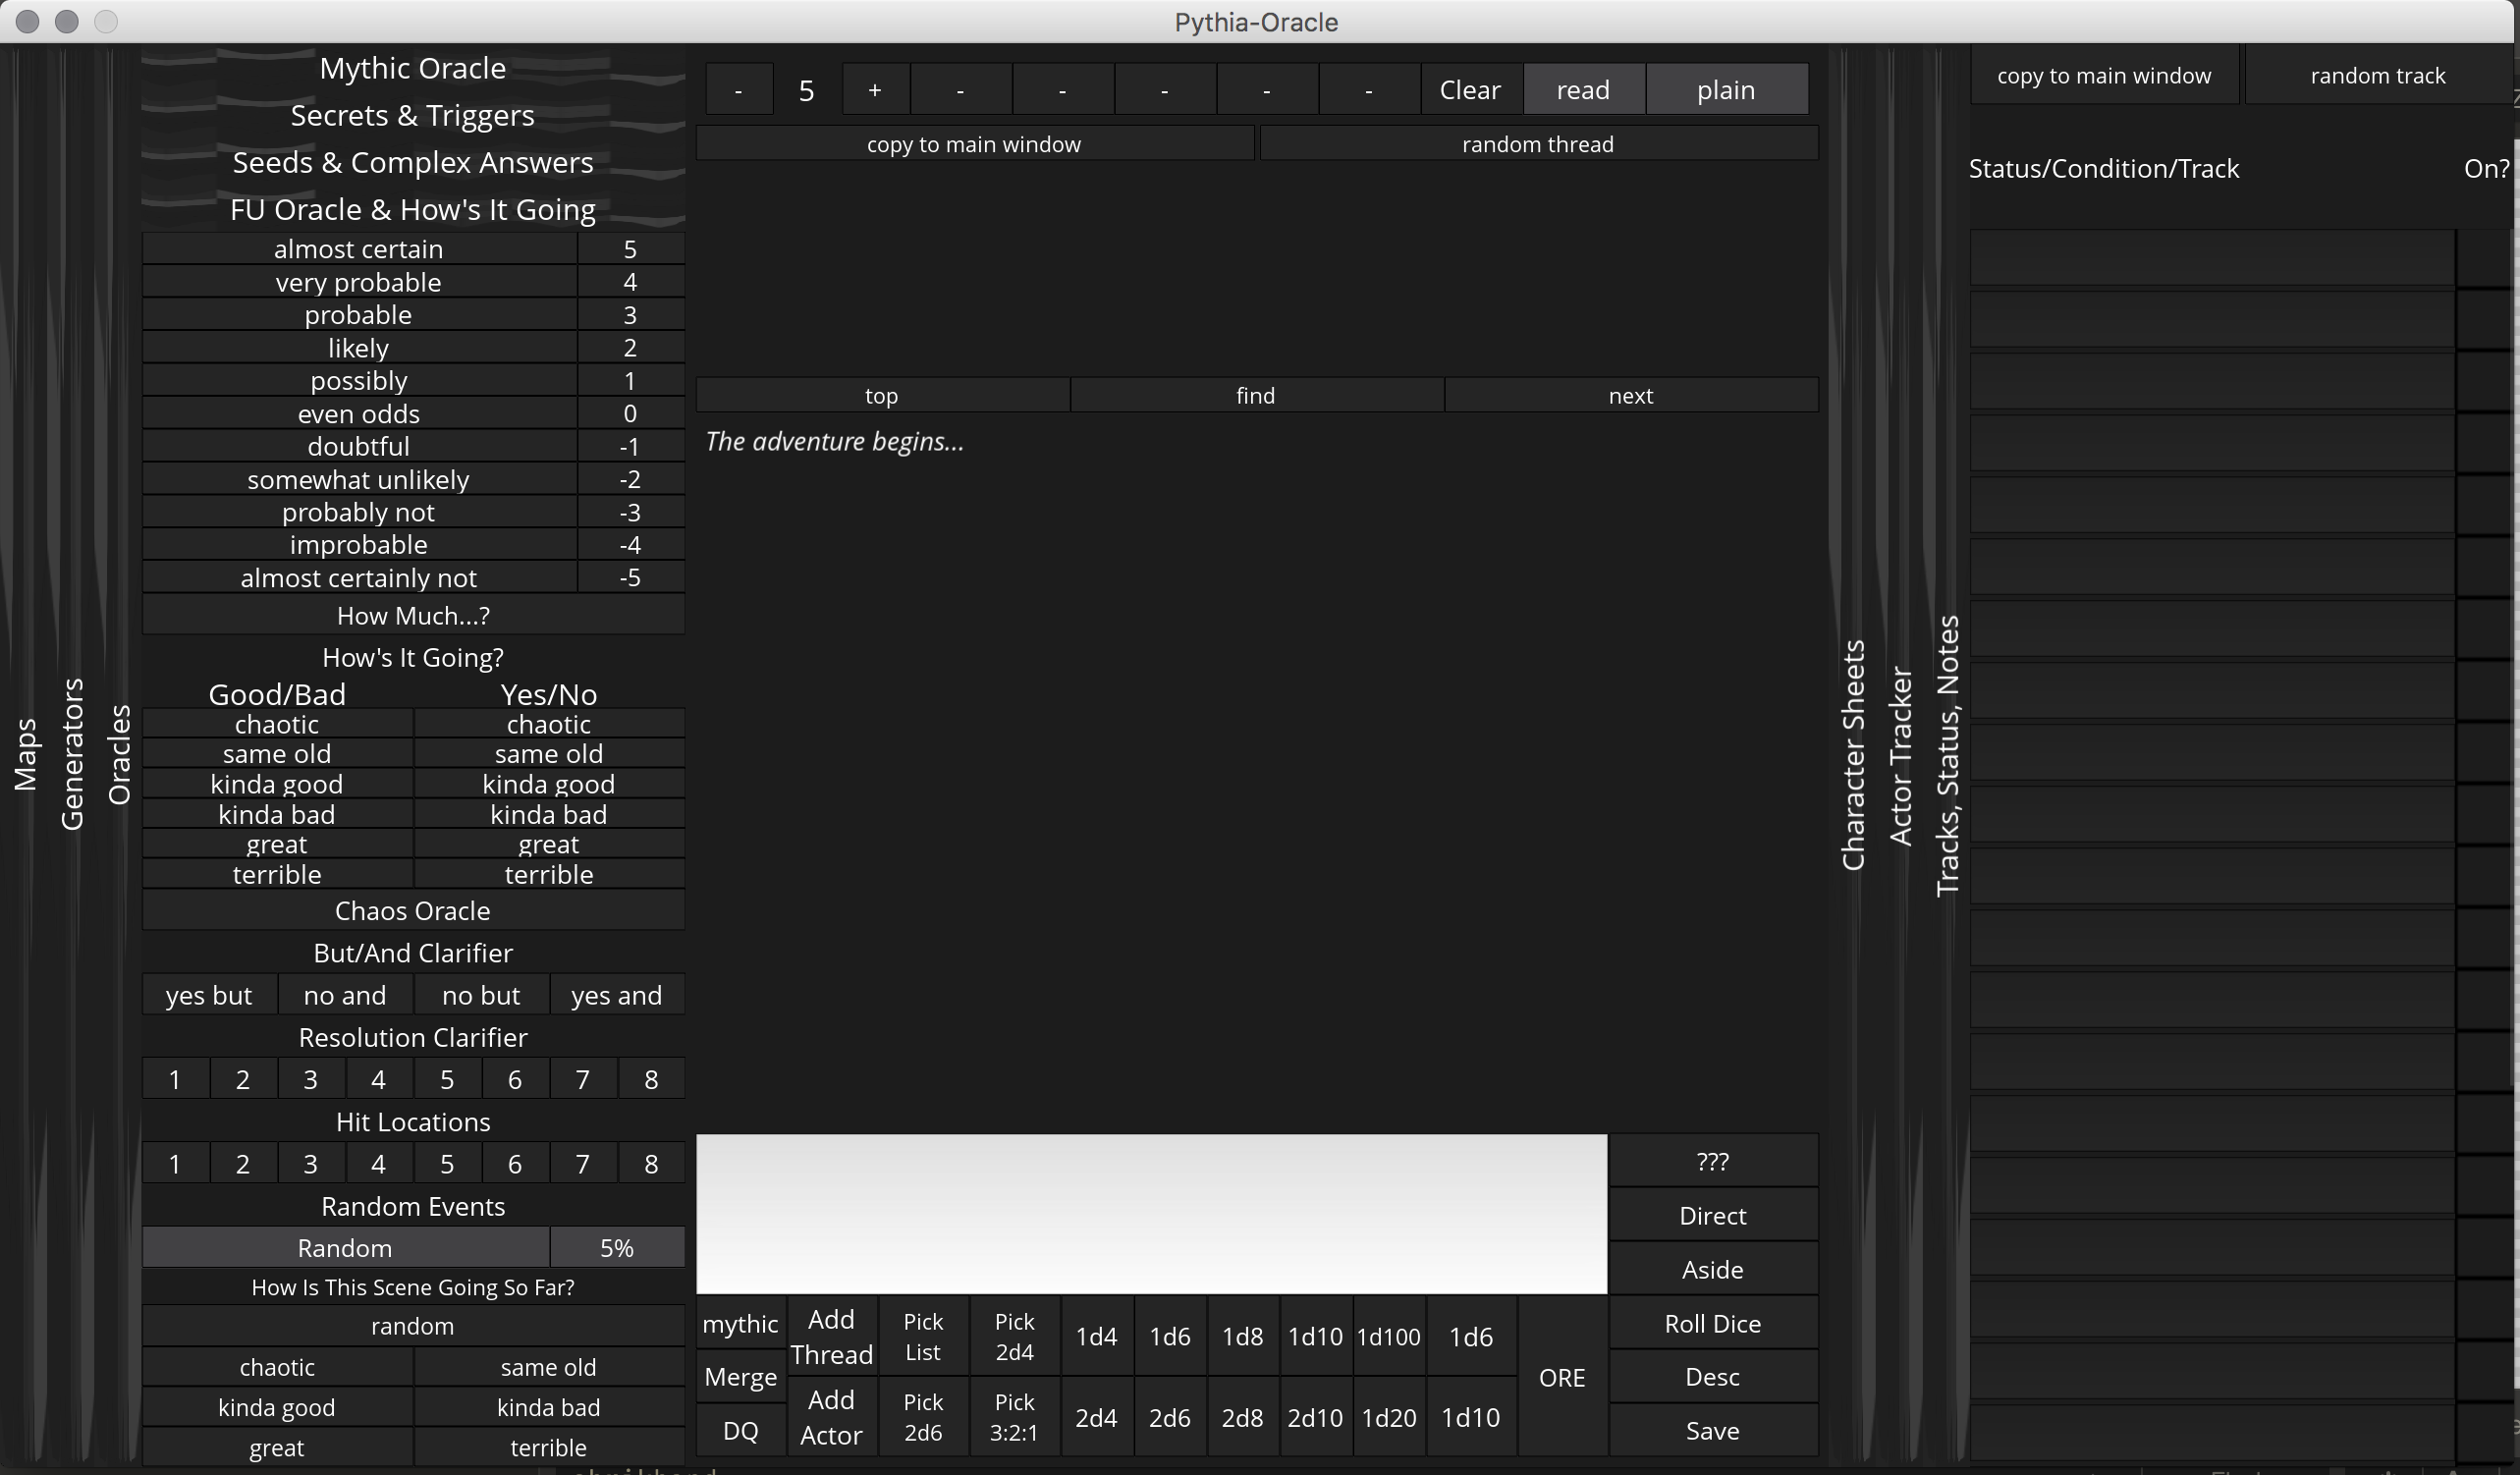 Pythia-Oracle
Maps
Generators
Oracles
Mythic Oracle
Secrets & Triggers
Seeds & Complex Answers
FU Oracle & How's It Going
almost certain 5
very probable 4
probable 3
likely 2
possibly 1
even odds 0
doubtful -1
somewhat unlikely -2
probably not -3
improbable -4
almost certainly not -5
How Much...?
How's It Going?
Good/Bad Yes/No
chaotic chaotic
same old same old
kinda good kinda good
kinda bad kinda bad
great great
terrible terrible
Chaos Oracle
But/And Clarifier
yes but no and no but yes and
Resolution Clarifier
1 2 3 4 5 6 7 8
Hit Locations
1 2 3 4 5 6 7 8
Random Events
Random 5%
How Is This Scene Going So Far?
random
chaotic same old
kinda good kinda bad
great terrible
- 5 + - - - - - Clear read plain
copy to main window random thread
top find next
The adventure begins...
???
Direct
Aside
Roll Dice
Desc
Save
mythic
Merge
DQ
Add
Thread
Add
Actor
Pick
List
Pick
2d6
Pick
2d4
Pick
3:2:1
1d4 1d6 1d8 1d10 1d100 1d6
2d4 2d6 2d8 2d10 1d20 1d10
ORE
Character Sheets
Actor Tracker
Tracks, Status, Notes
copy to main window random track
Status/Condition/Track On?